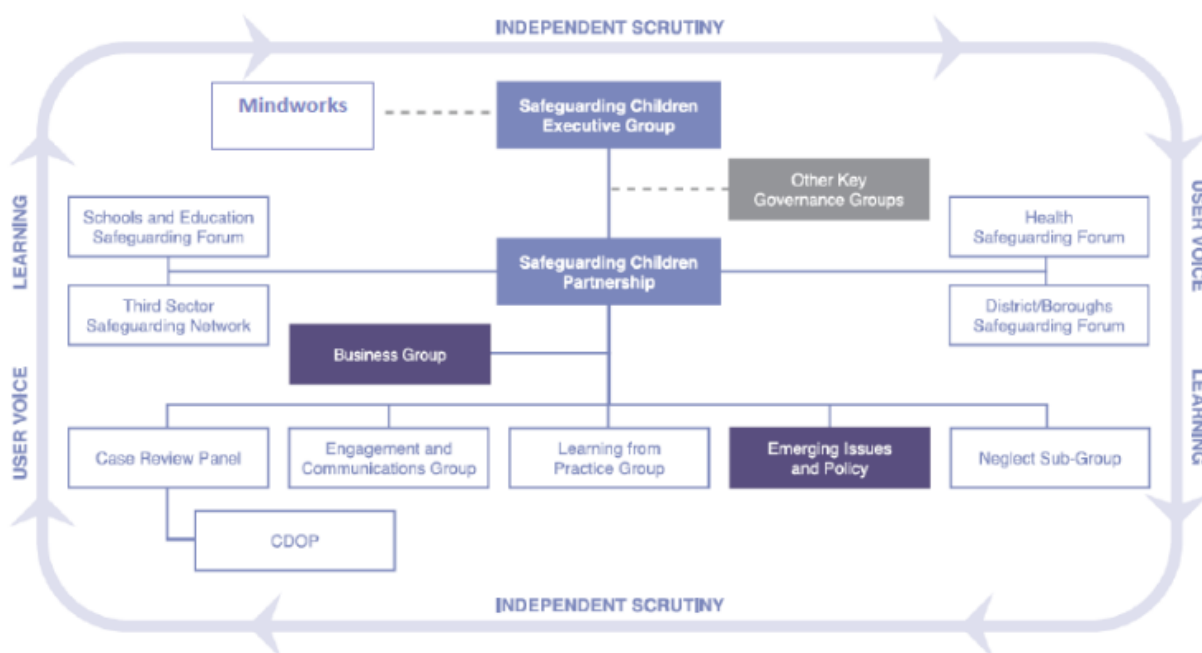 INDEPENDENT SCRUTINY
Mindworks
Safeguarding Children
Executive Group
Other Key
Governance Groups
LEARNING
Schools and Education
Safeguarding Forum
Health
Safeguarding Forum
USER VOICE
Safeguarding Children
Partnership
Third Sector
Safeguarding Network
District/Boroughs
Safeguarding Forum
Business Group
USER VOICE
LEARNING
Case Review Panel
Engagement and
Communications Group
Learning from
Practice Group
Emerging Issues
and Policy
Neglect Sub-Group
CDOP
INDEPENDENT SCRUTINY